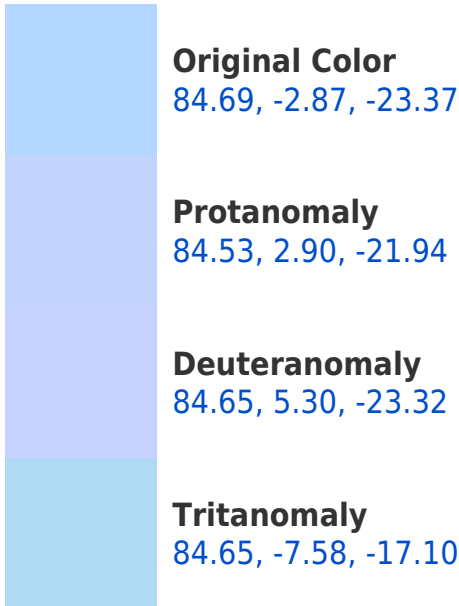 Original Color
84.69, -2.87, -23.37
Protanomaly
84.53, 2.90, -21.94
Deuteranomaly
84.65, 5.30, -23.32
Tritanomaly
84.65, -7.58, -17.10